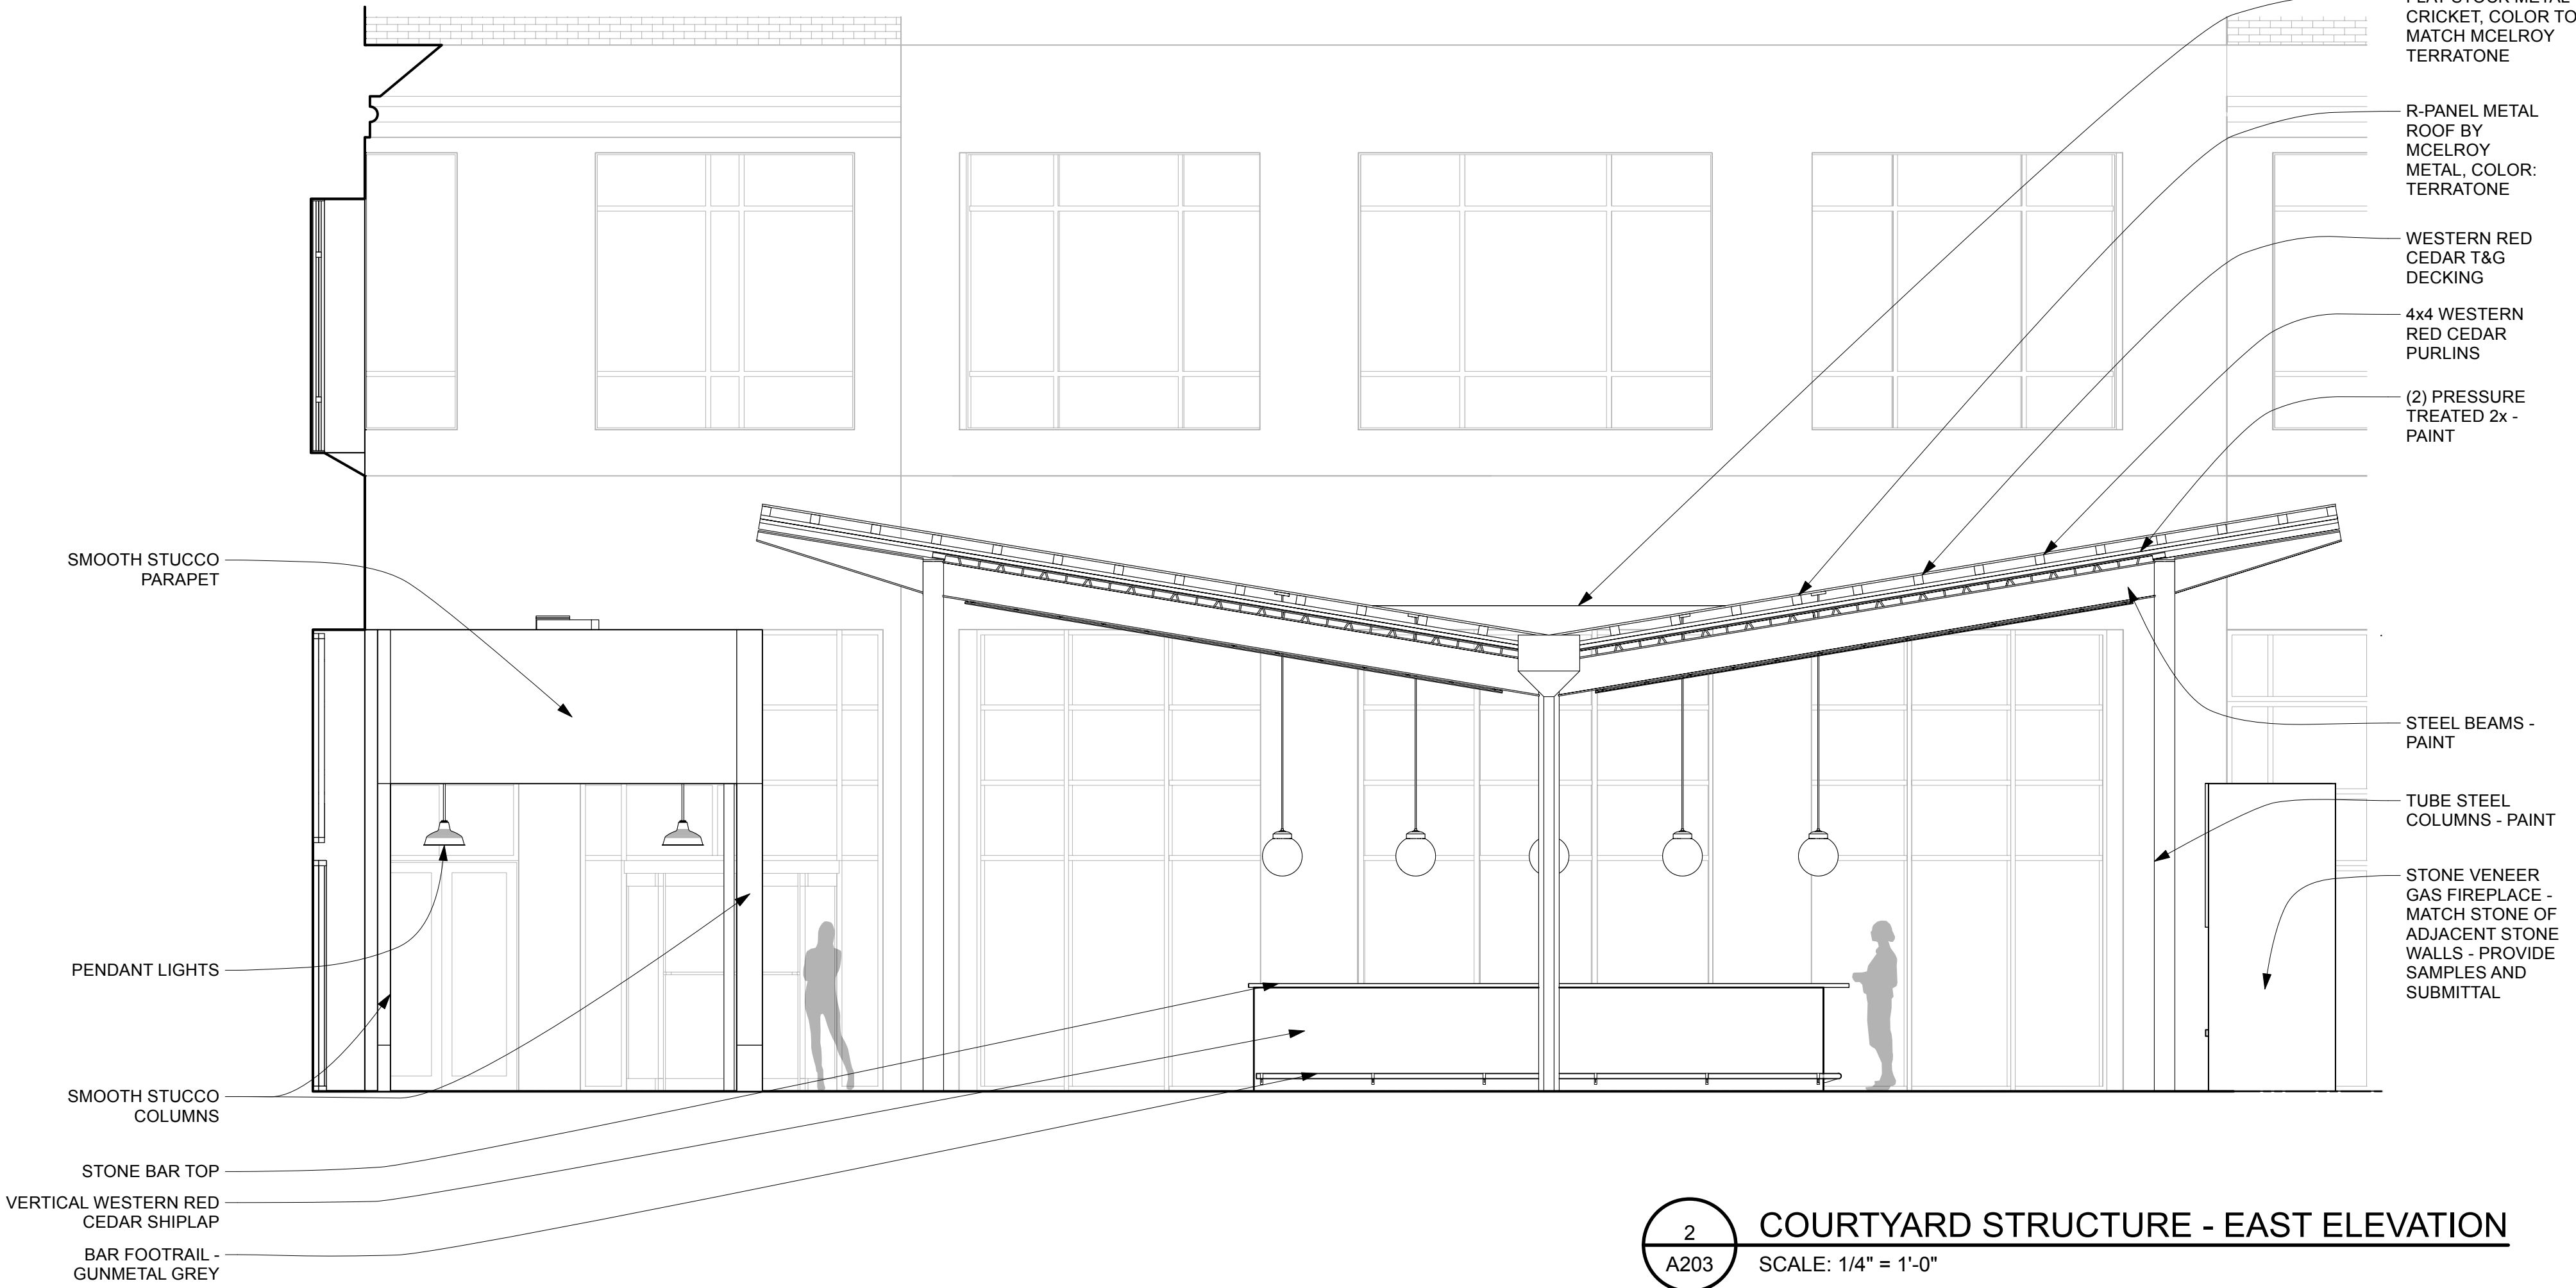 CRICKET, COLOR TO
MATCH MCELROY
TERRATONE
R-PANEL METAL
ROOF BY
MCELROY
METAL, COLOR:
TERRATONE
WESTERN RED
CEDAR T&G
DECKING
4x4 WESTERN
RED CEDAR
PURLINS
(2) PRESSURE
TREATED 2x -
PAINT
STEEL BEAMS -
PAINT
TUBE STEEL
COLUMNS - PAINT
STONE VENEER
GAS FIREPLACE -
MATCH STONE OF
ADJACENT STONE
WALLS - PROVIDE
SAMPLES AND
SUBMITTAL
SMOOTH STUCCO
PARAPET
PENDANT LIGHTS
SMOOTH STUCCO
COLUMNS
STONE BAR TOP
VERTICAL WESTERN RED
CEDAR SHIPLAP
BAR FOOTRAIL -
GUNMETAL GREY
2
A203
COURTYARD STRUCTURE - EAST ELEVATION
SCALE: 1/4" = 1'-0"